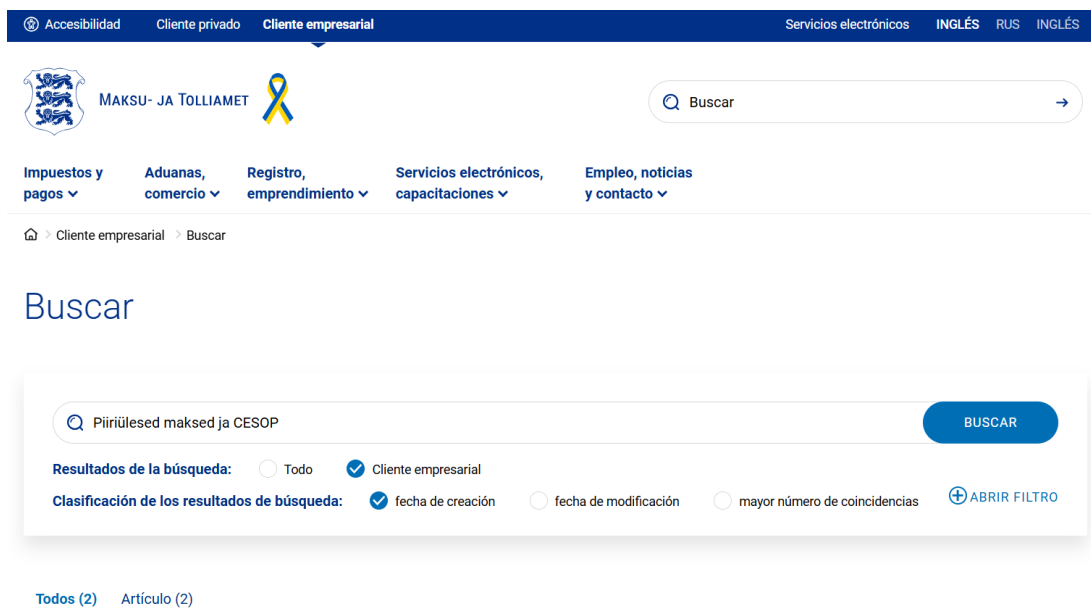 Accesibilidad Cliente privado Cliente empresarial Servicios electrónicos INGLÉS RUS INGLÉS
MAKSU- JA TOLLIAMET
Buscar
Impuestos y pagos
Aduanas, comercio
Registro, emprendimiento
Servicios electrónicos, capacitaciones
Empleo, noticias y contacto
Cliente empresarial Buscar
Buscar
Piiriülesed maksed ja CESOP BUSCAR
Resultados de la búsqueda: Todo Cliente empresarial
Clasificación de los resultados de búsqueda: fecha de creación fecha de modificación mayor número de coincidencias ABRIR FILTRO
Todos (2) Artículo (2)